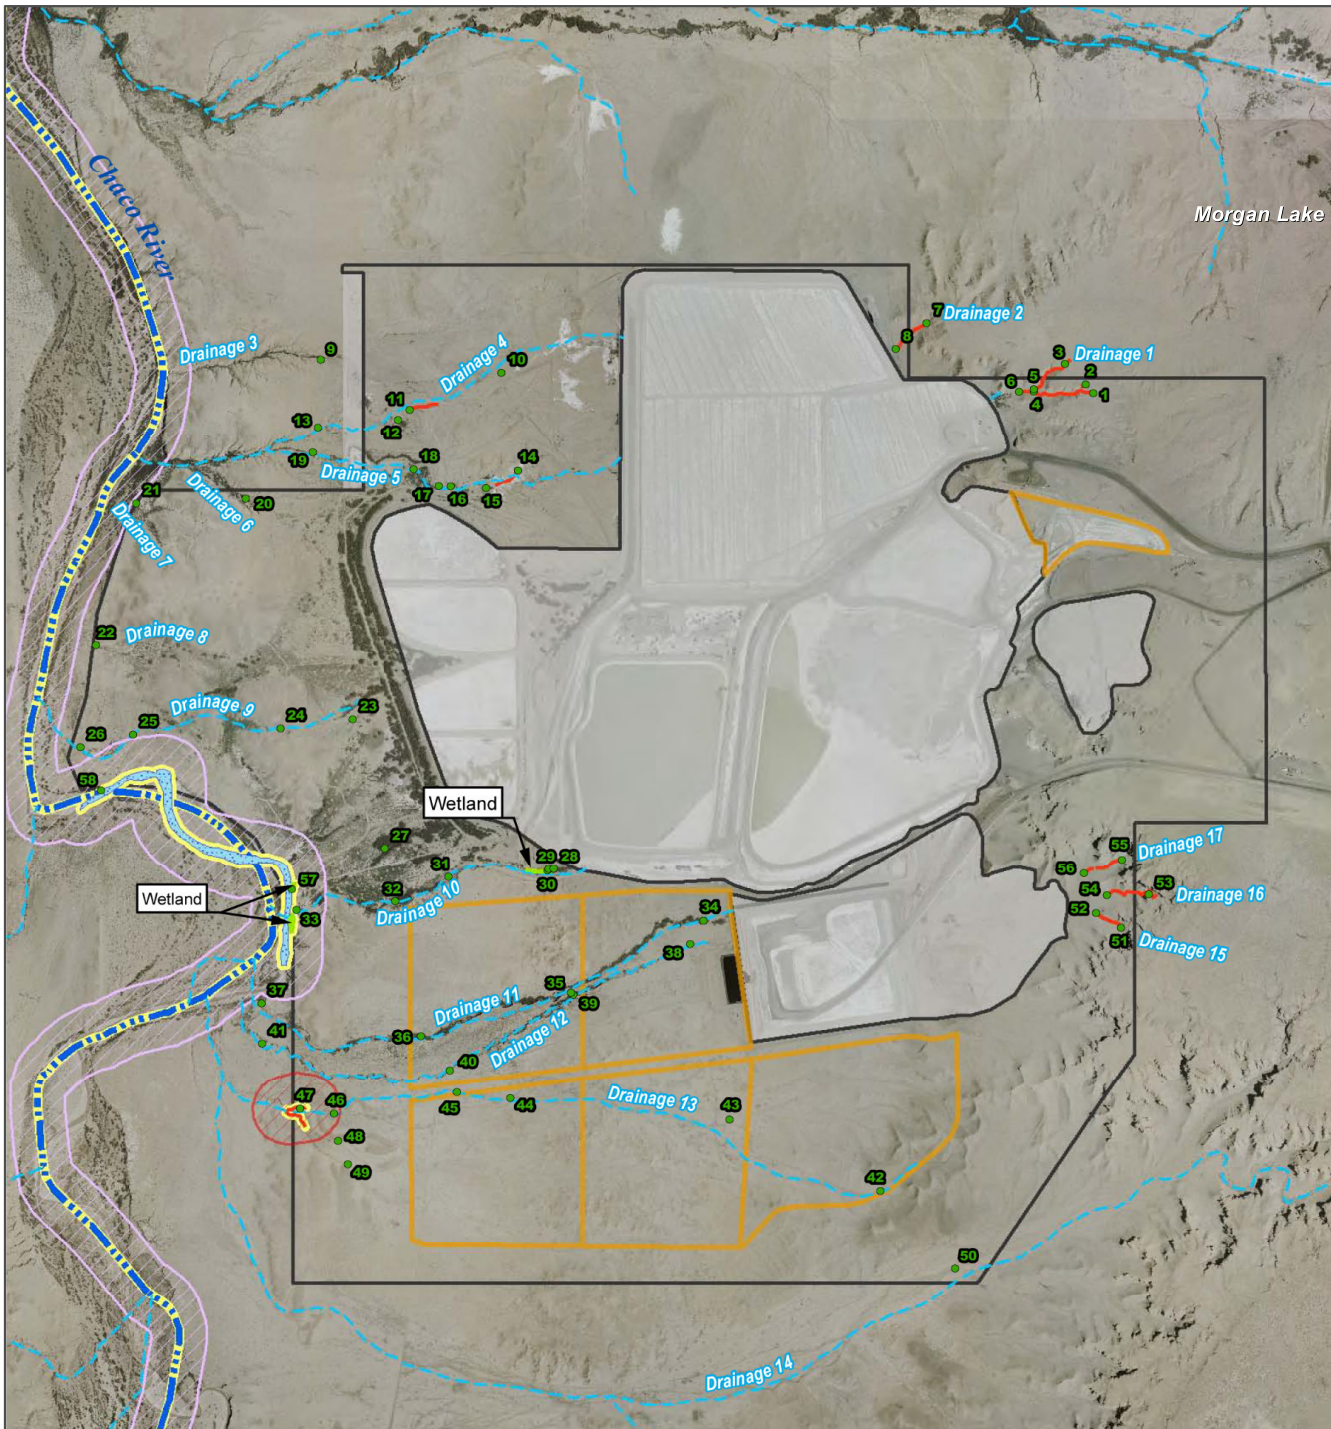 Chaco River
Morgan Lake
7
Drainage 2
8
3
Drainage 1
Drainage 3
9
Drainage 4
10
5
2
6
4
1
11
12
13
19
18
Drainage 5
14
17
16
15
21
20
Drainage 6
Drainage 7
22
Drainage 8
Drainage 9
23
25
24
26
58
Wetland
27
29
28
30
31
32
Drainage 10
57
Wetland
33
55
Drainage 17
56
54
53
Drainage 16
52
51
Drainage 15
34
38
35
39
Drainage 11
Drainage 12
37
36
41
40
47
46
45
44
Drainage 13
43
48
49
42
50
Drainage 14